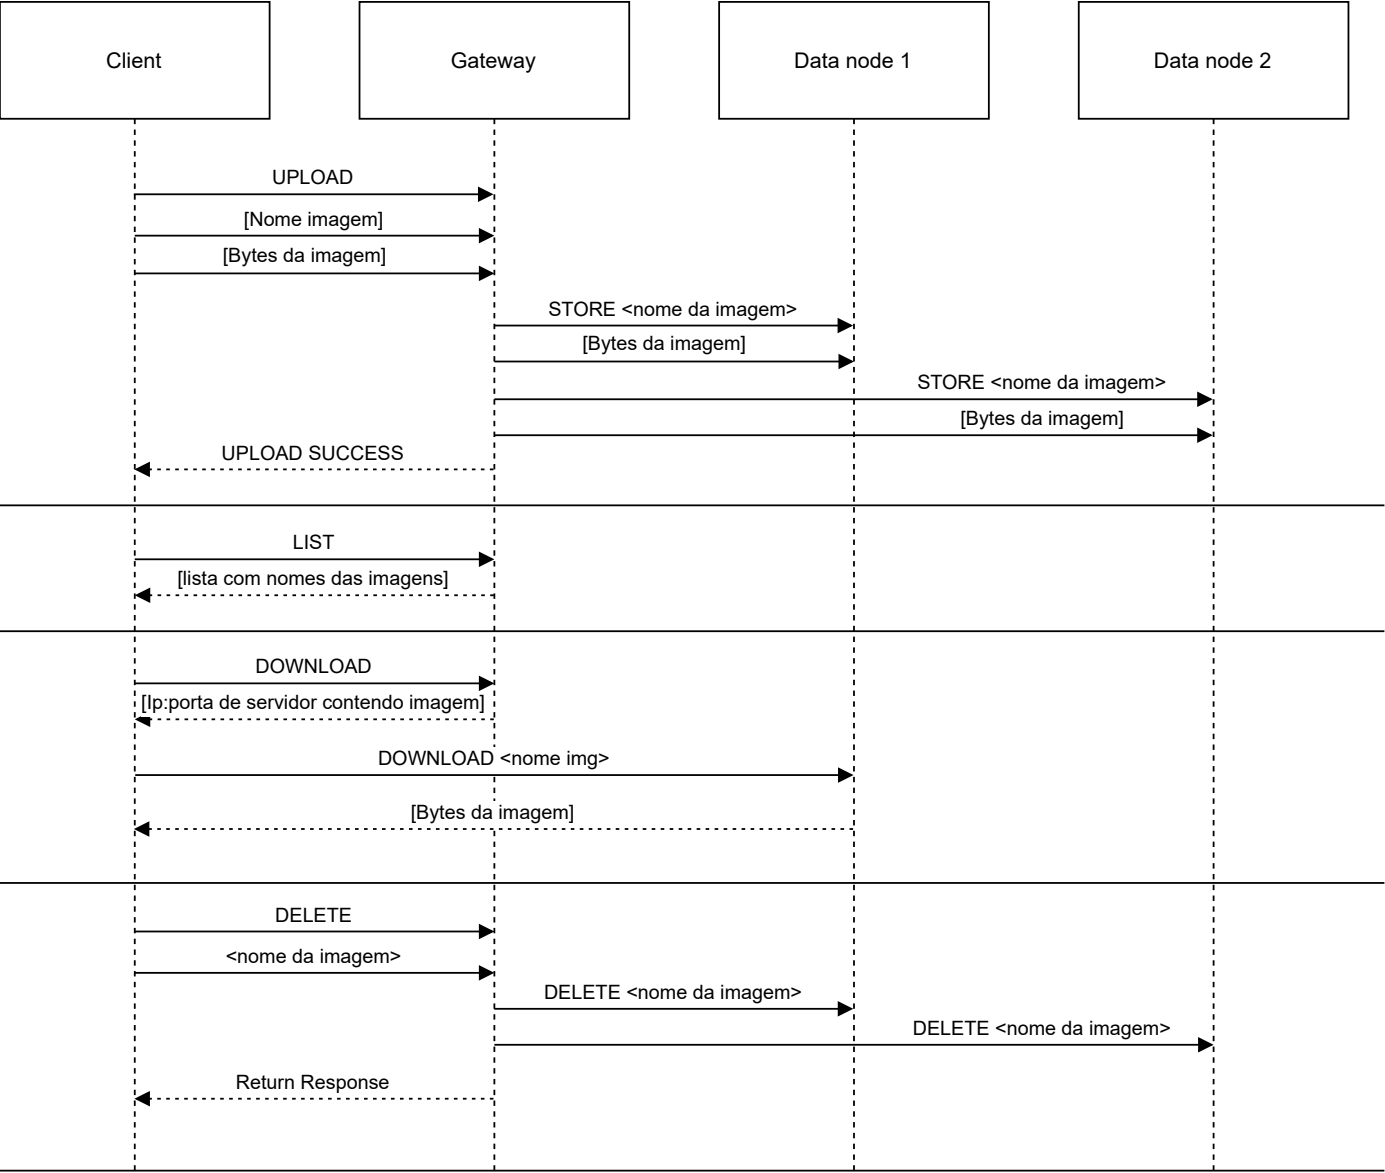 Client
Gateway
Data node 1
Data node 2
UPLOAD
[Nome imagem]
[Bytes da imagem]
STORE <nome da imagem>
[Bytes da imagem]
STORE <nome da imagem>
[Bytes da imagem]
UPLOAD SUCCESS
LIST
[lista com nomes das imagens]
DOWNLOAD
[Ip:porta de servidor contendo imagem]
DOWNLOAD <nome img>
[Bytes da imagem]
DELETE
<nome da imagem>
DELETE <nome da imagem>
DELETE <nome da imagem>
Return Response